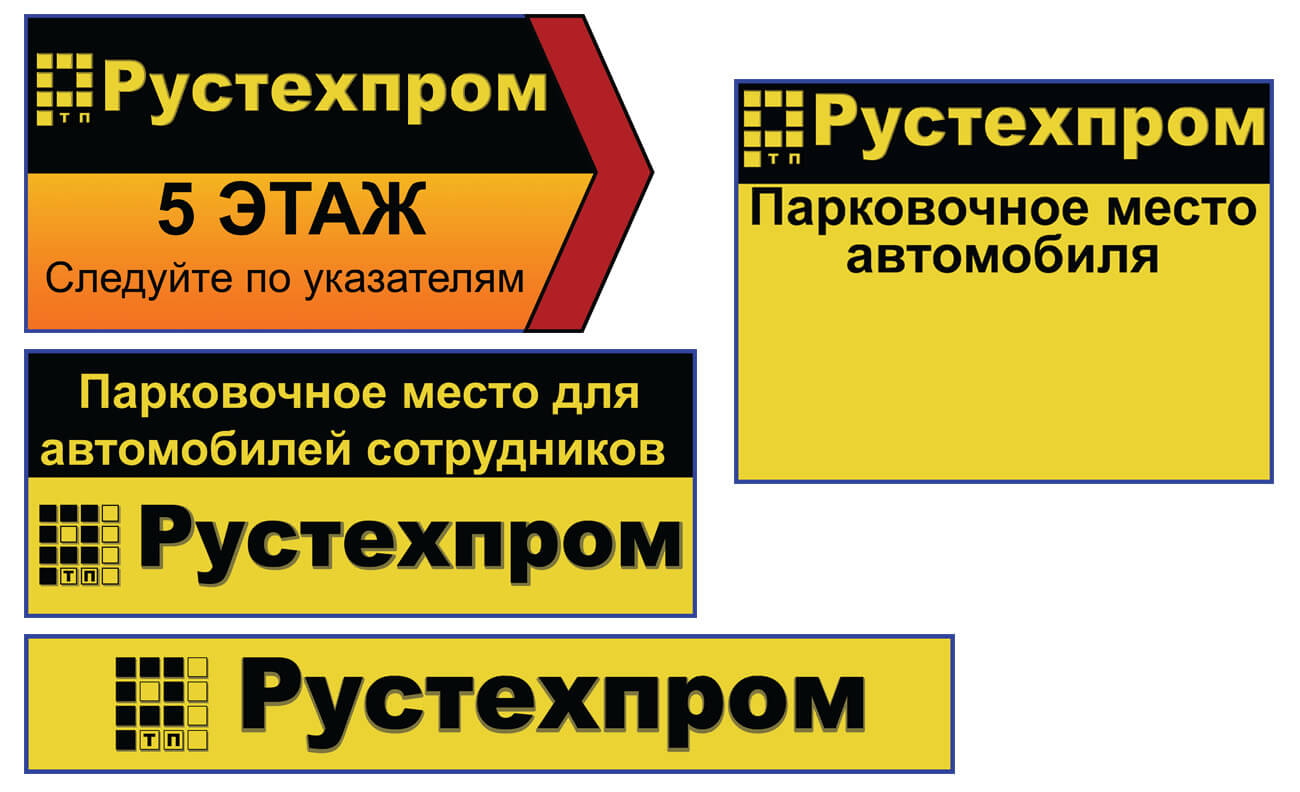 Рустехпром
ТП
5 ЭТАЖ
Следуйте по указателям
Рустехпром
ТП
Парковочное место
автомобиля
Парковочное место для
автомобилей сотрудников
Рустехпром
ТП
Рустехпром
ТП